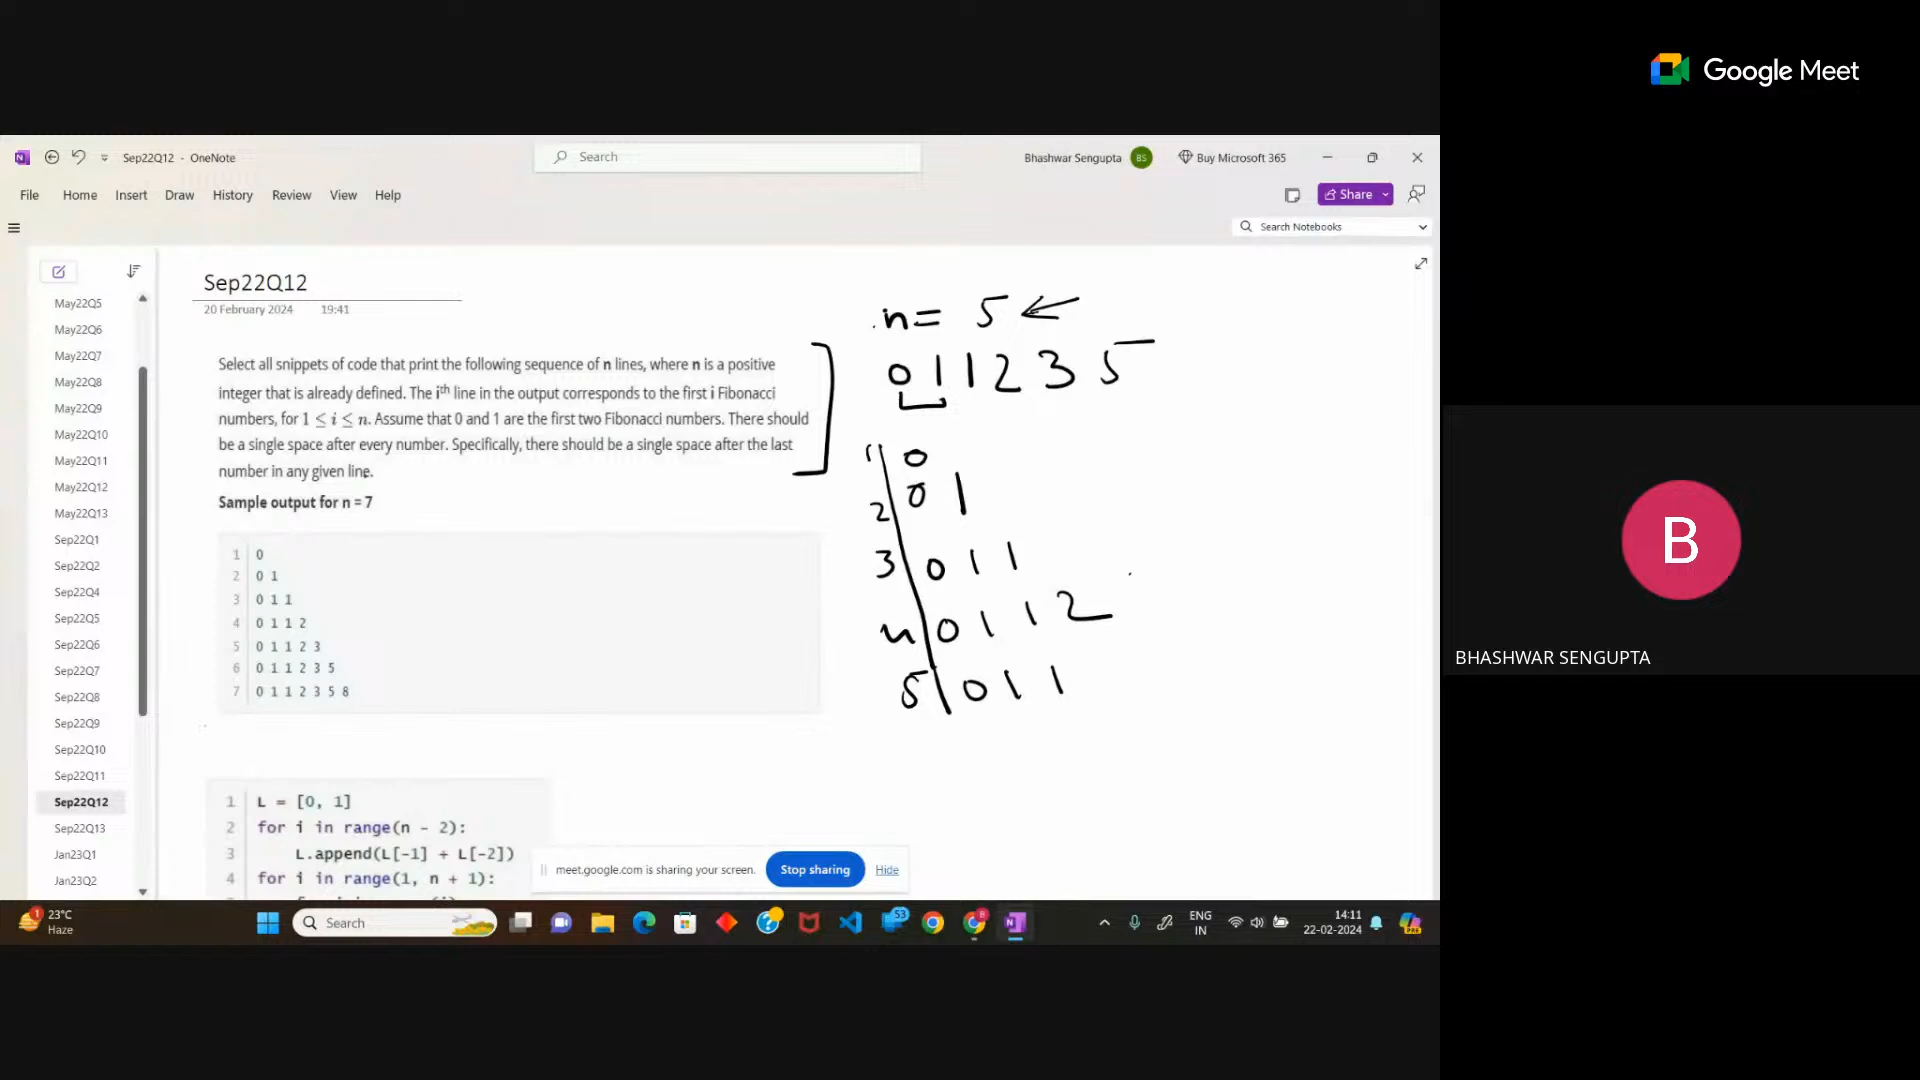 Google Meet
Sep22Q12 - OneNote
Search
Bhashwar Sengupta
BS
Buy Microsoft 365
File Home Insert Draw History Review View Help
Share
Search Notebooks
May22Q5
May22Q6
May22Q7
May22Q8
May22Q9
May22Q10
May22Q11
May22Q12
May22Q13
Sep22Q1
Sep22Q2
Sep22Q4
Sep22Q5
Sep22Q6
Sep22Q7
Sep22Q8
Sep22Q9
Sep22Q10
Sep22Q11
Sep22Q12
Sep22Q13
Jan23Q1
Jan23Q2
Sep22Q12
20 February 2024 19:41
Select all snippets of code that print the following sequence of n lines, where n is a positive
integer that is already defined. The ith line in the output corresponds to the first i Fibonacci
numbers, for 1 ≤ i ≤ n. Assume that 0 and 1 are the first two Fibonacci numbers. There should
be a single space after every number. Specifically, there should be a single space after the last
number in any given line.
Sample output for n = 7
1 0
2 0 1
3 0 1 1
4 0 1 1 2
5 0 1 1 2 3
6 0 1 1 2 3 5
7 0 1 1 2 3 5 8
1 L = [0, 1]
2 for i in range(n - 2):
3 L.append(L[-1] + L[-2])
4 for i in range(1, n + 1):
n = 5
0 1 1 2 3 5
1 0
2 0 1
3 0 1 1
4 0 1 1 2
5 0 1 1
meet.google.com is sharing your screen. Stop sharing Hide
B
BHASHWAR SENGUPTA
1
23°C
Haze
Search
53
ENG
IN
14:11
22-02-2024